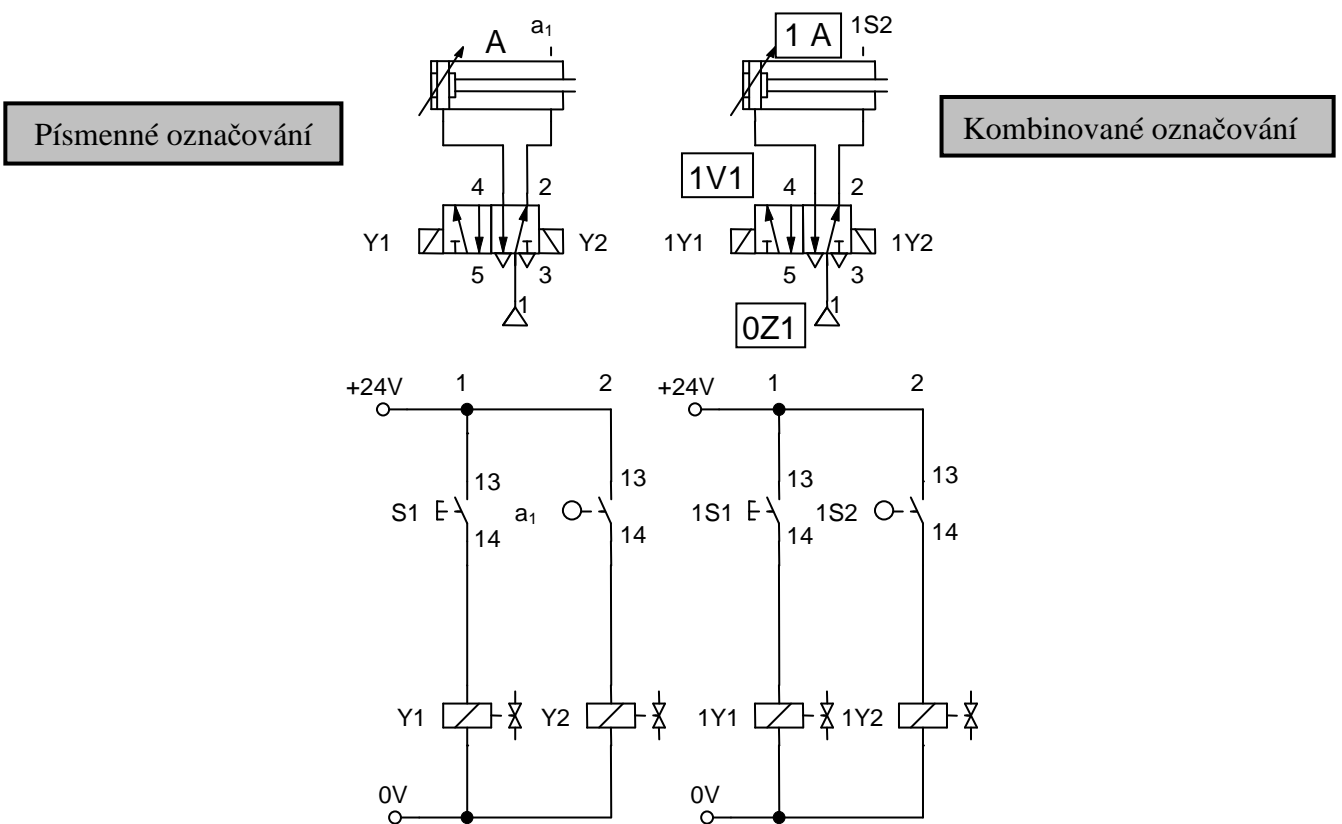 Písmenné označování
A a₁
4 2
Y1 Y2
5 3
1
+24V 1 2
S1 13 a₁ 13
14 14
Y1 Y2
0V
Kombinované označování
1 A 1S2
1V1
4 2
1Y1 1Y2
5 3
1
0Z1
+24V 1 2
1S1 13 1S2 13
14 14
1Y1 1Y2
0V